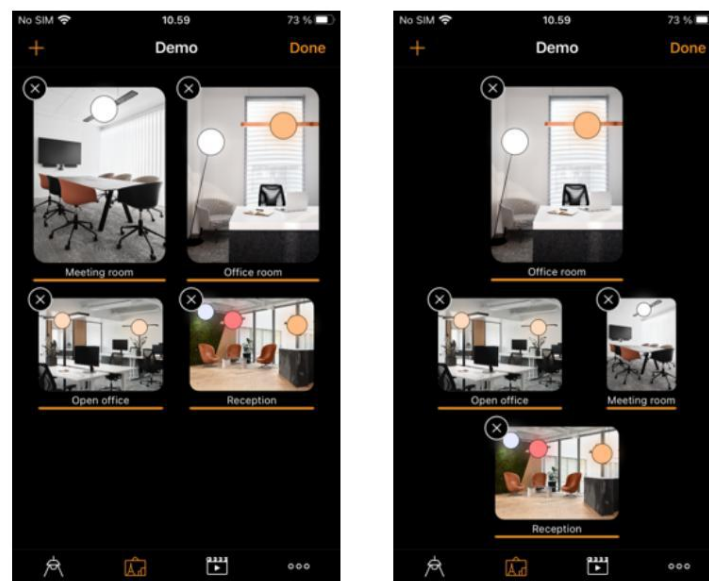 No SIM 10.59 73 %
+ Demo Done
Meeting room Office room
Open office Reception
No SIM 10.59 73 %
+ Demo Done
Office room
Open office Meeting room
Reception